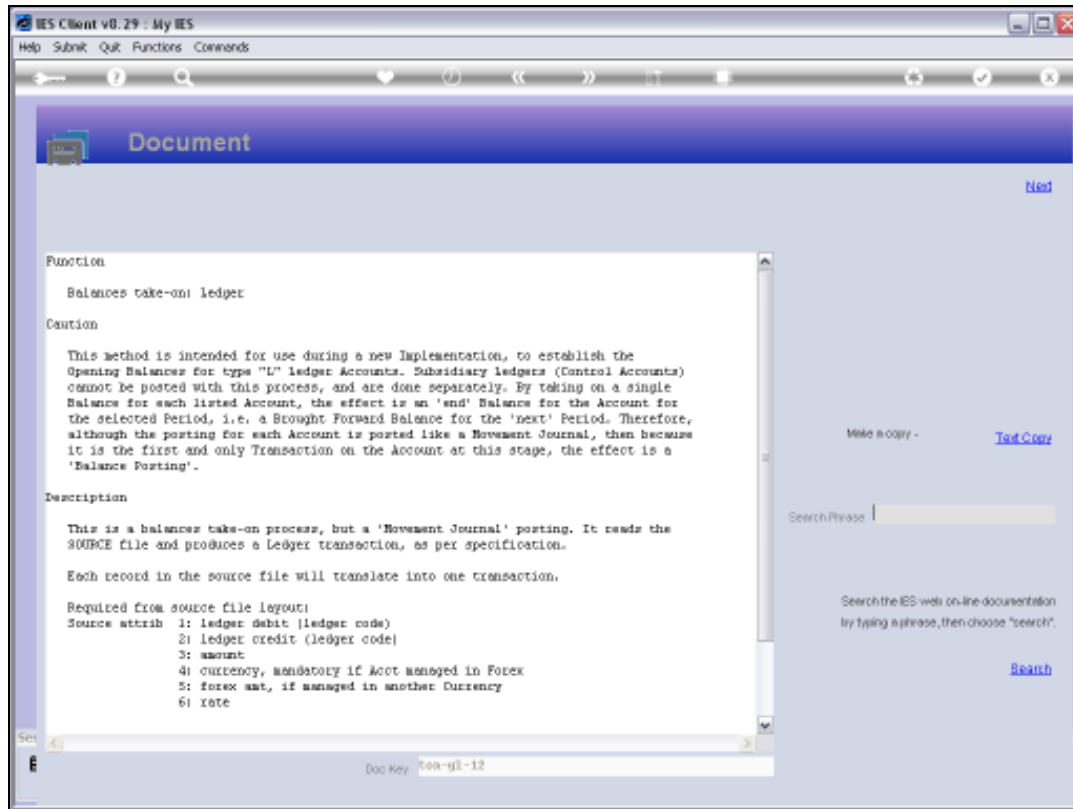 IES Client v8.29 : My IES
Help Submit Quit Functions Commands
Document
Next
Function
Balances take-on: ledger
Caution
This method is intended for use during a new Implementation, to establish the
Opening Balances for type "L" ledger Accounts. Subsidiary ledgers (Control Accounts)
cannot be posted with this process, and are done separately. By taking on a single
Balance for each listed Account, the effect is an 'end' Balance for the Account for
the selected Period, i.e. a Brought Forward Balance for the 'next' Period. Therefore,
although the posting for each Account is posted like a Movement Journal, then because
it is the first and only Transaction on the Account at this stage, the effect is a
'Balance Posting'.
Description
This is a balances take-on process, but a 'Movement Journal' posting. It reads the
SOURCE file and produces a Ledger transaction, as per specification.
Each record in the source file will translate into one transaction.
Required from source file layout:
Source attrib 1: ledger debit (ledger code)
2: ledger credit (ledger code)
3: amount
4: currency, mandatory if Acct managed in Forex
5: forex amt, if managed in another Currency
6: rate
Make a copy -
Text Copy
Search Phrase
Search the IES web on-line documentation
by typing a phrase, then choose "search".
Search
Ses
Doc Key ton-gl-12